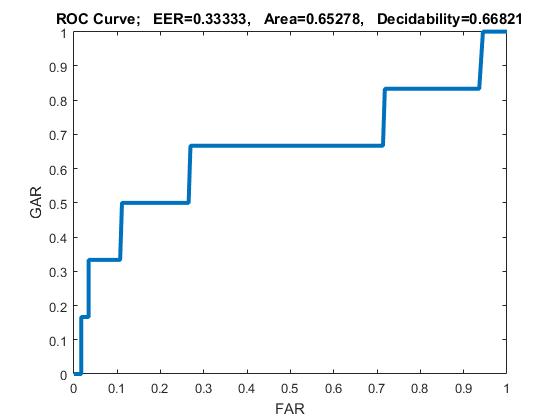 ROC Curve; EER=0.33333, Area=0.65278, Decidability=0.66821
1
0.9
0.8
0.7
0.6
0.5
0.4
0.3
0.2
0.1
0
GAR
0 0.1 0.2 0.3 0.4 0.5 0.6 0.7 0.8 0.9 1
FAR